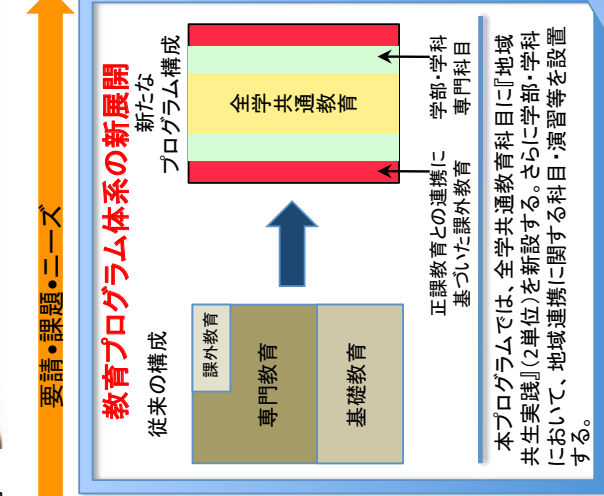 要請・課題・ニーズ
教育プログラム体系の新展開
従来の構成
新たな
プログラム構成
課外教育
専門教育
基礎教育
全学共通
教育
正課教育との連携に
基づいた課外教育
学部・学科
専門科目
本プログラムでは、全学共通教育科目に『地域
共生実践』(2単位)を新設する。さらに学部・学科
において、地域連携に関する科目・演習等を設置
する。